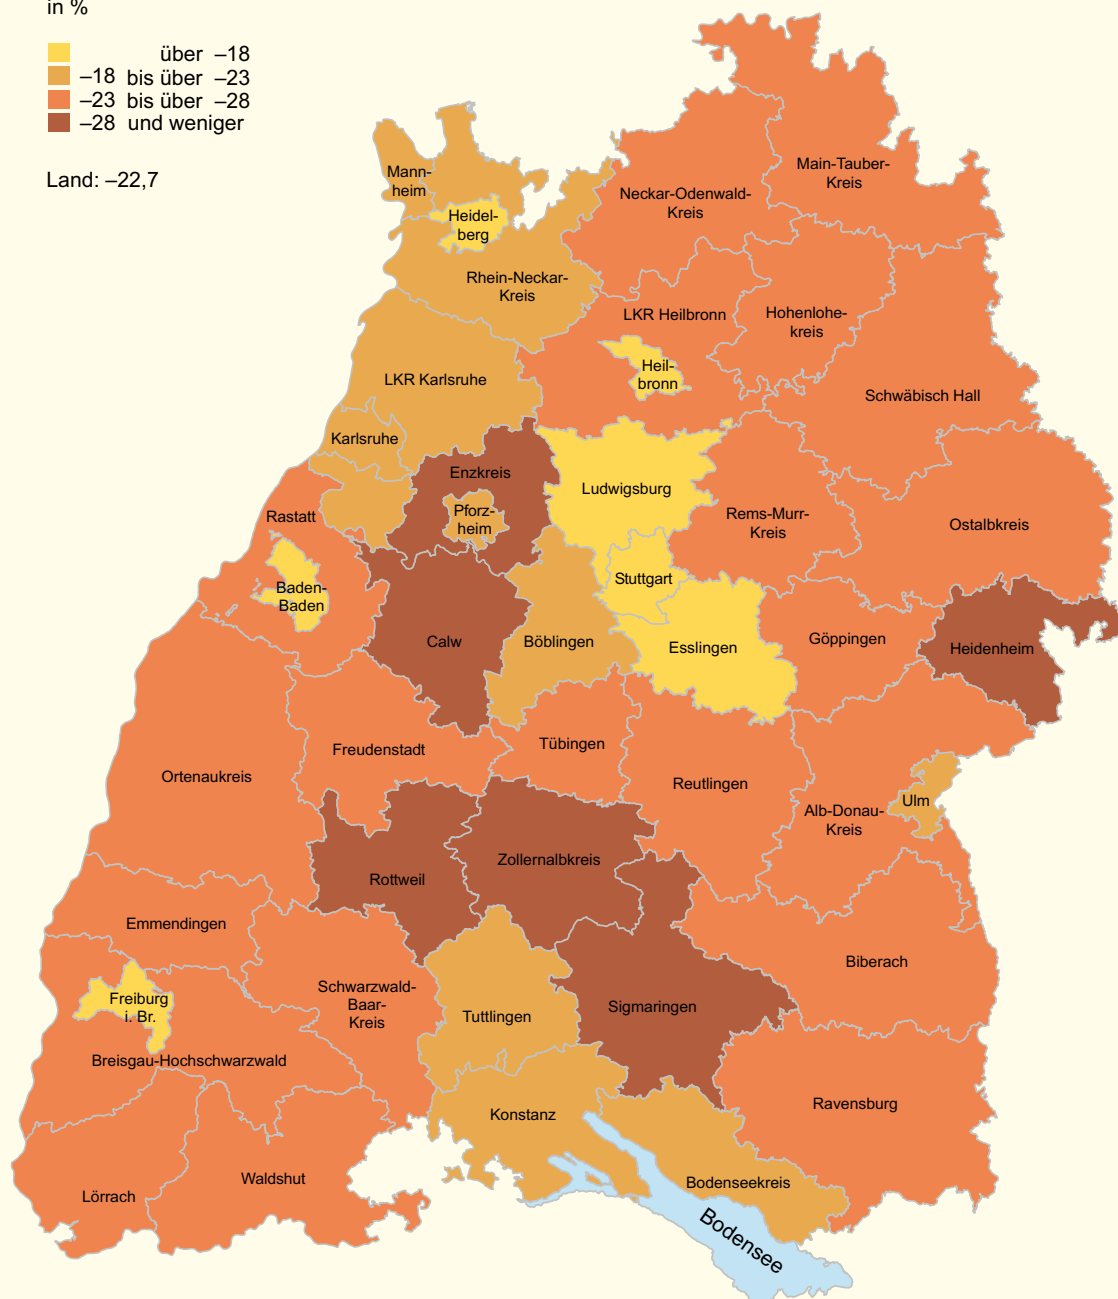 in %
über –18
–18 bis über –23
–23 bis über –28
–28 und weniger
Land: –22,7
Mann-
heim
Heidel-
berg
Rhein-Neckar-
Kreis
Neckar-Odenwald-
Kreis
Main-Tauber-
Kreis
LKR Heilbronn
Hohenlohe-
kreis
Heil-
bronn
LKR Karlsruhe
Schwäbisch Hall
Karlsruhe
Enzkreis
Pforz-
heim
Ludwigsburg
Rems-Murr-
Kreis
Ostalbkreis
Rastatt
Baden-
Baden
Stuttgart
Calw
Böblingen
Esslingen
Göppingen
Heidenheim
Freudenstadt
Tübingen
Ortenaukreis
Reutlingen
Alb-Donau-
Kreis
Ulm
Rottweil
Zollernalbkreis
Emmendingen
Biberach
Freiburg
i. Br.
Schwarzwald-
Baar-
Kreis
Tuttlingen
Sigmaringen
Breisgau-Hochschwarzwald
Konstanz
Ravensburg
Lörrach
Waldshut
Bodenseekreis
Bodensee